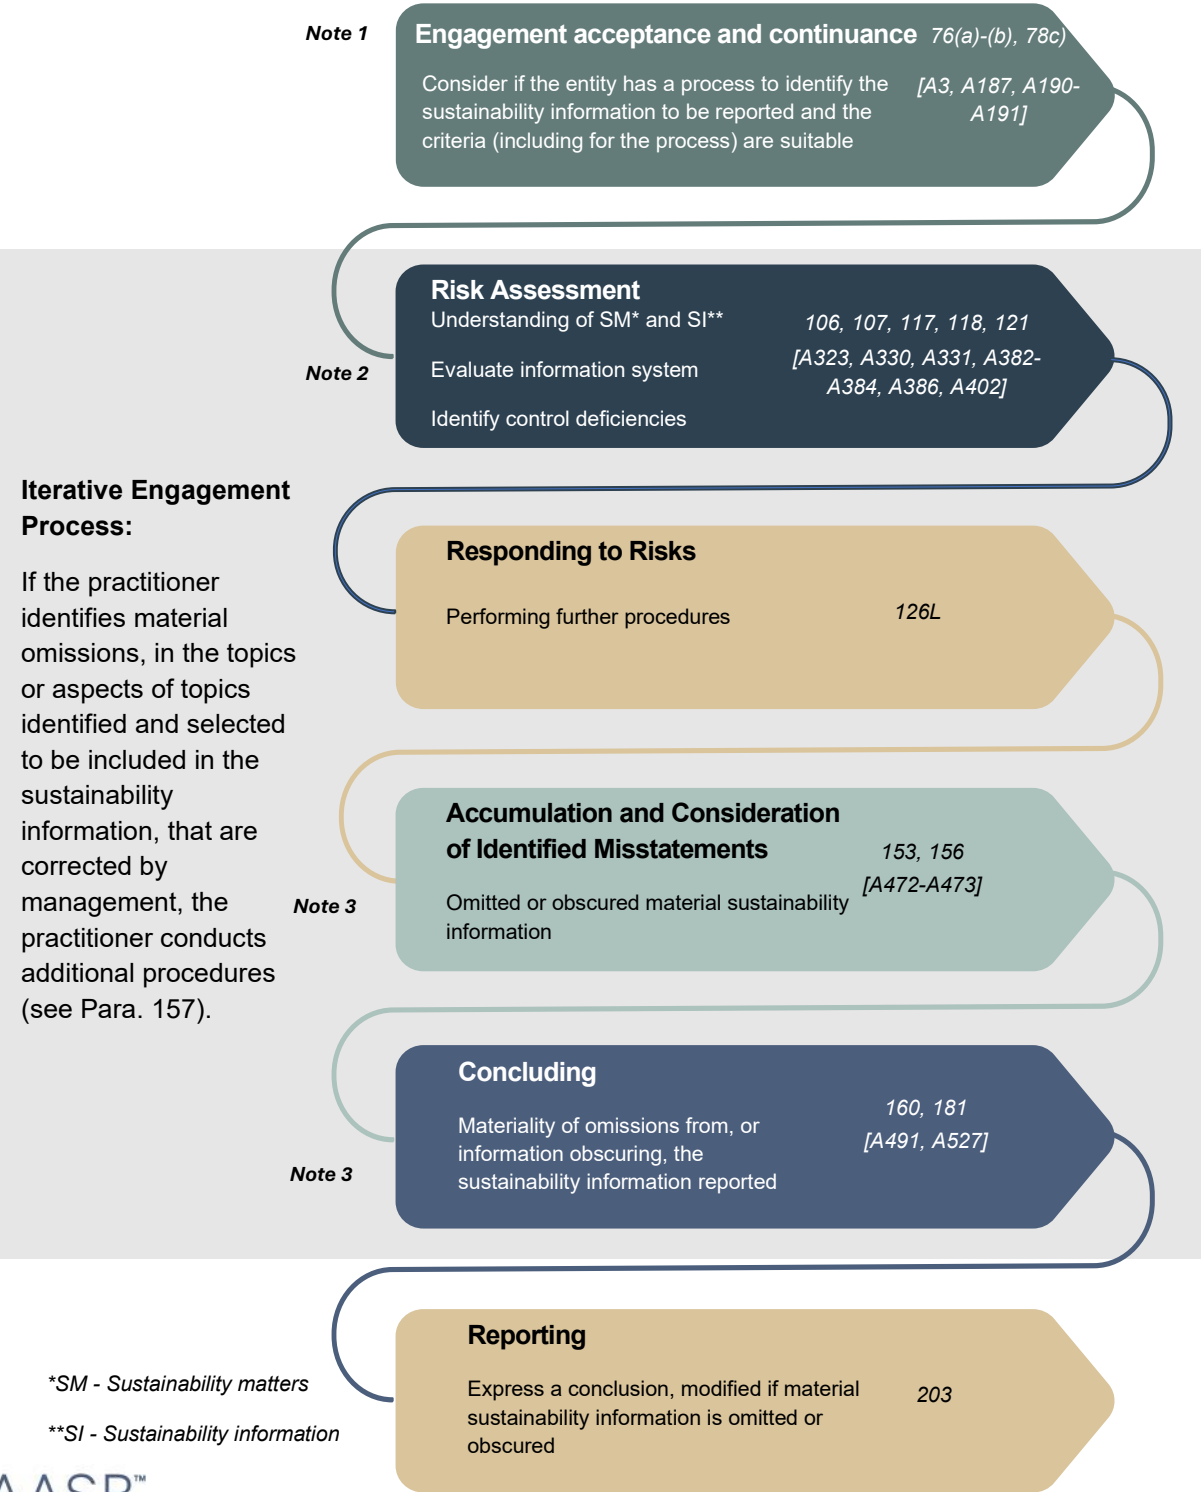 Note 1
Engagement acceptance and continuance 76(a)-(b), 78c)
Consider if the entity has a process to identify the
sustainability information to be reported and the
criteria (including for the process) are suitable
[A3, A187, A190-
A191]
Risk Assessment
Understanding of SM* and SI**
Evaluate information system
Identify control deficiencies
106, 107, 117, 118, 121
[A323, A330, A331, A382-
A384, A386, A402]
Note 2
Iterative Engagement
Process:
If the practitioner
identifies material
omissions, in the topics
or aspects of topics
identified and selected
to be included in the
sustainability
information, that are
corrected by
management, the
practitioner conducts
additional procedures
(see Para. 157).
Responding to Risks
Performing further procedures
126L
Accumulation and Consideration
of Identified Misstatements
Omitted or obscured material sustainability
information
153, 156
[A472-A473]
Note 3
Concluding
Materiality of omissions from, or
information obscuring, the
sustainability information reported
160, 181
[A491, A527]
Note 3
Reporting
Express a conclusion, modified if material
sustainability information is omitted or
obscured
203
*SM - Sustainability matters
**SI - Sustainability information